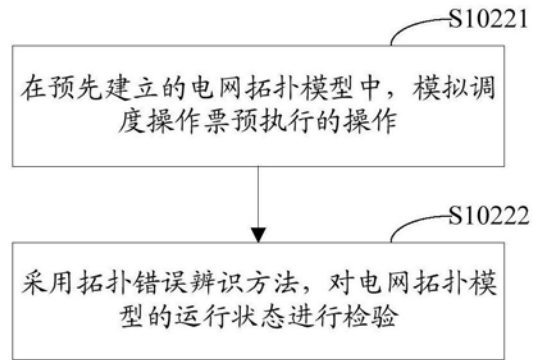 S10221
在预先建立的电网拓扑模型中，模拟调
度操作票预执行的操作
S10222
采用拓扑错误辨识方法，对电网拓扑模
型的运行状态进行检验